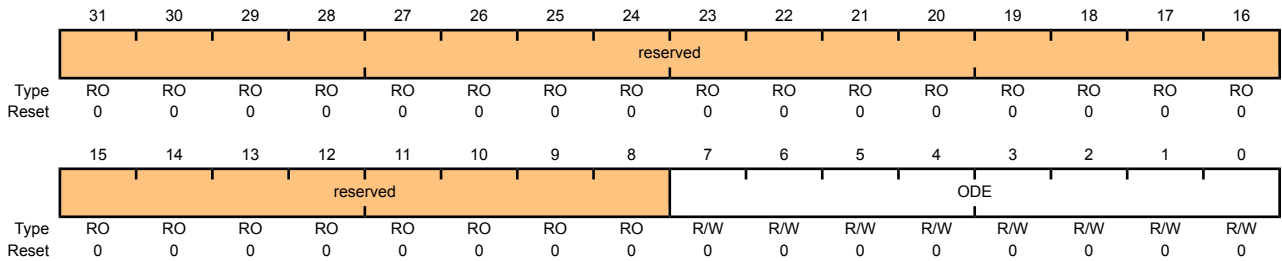 31 30 29 28 27 26 25 24 23 22 21 20 19 18 17 16
reserved
Type RO RO RO RO RO RO RO RO RO RO RO RO RO RO RO RO
Reset 0 0 0 0 0 0 0 0 0 0 0 0 0 0 0 0
15 14 13 12 11 10 9 8 7 6 5 4 3 2 1 0
reserved ODE
Type RO RO RO RO RO RO RO RO R/W R/W R/W R/W R/W R/W R/W R/W
Reset 0 0 0 0 0 0 0 0 0 0 0 0 0 0 0 0